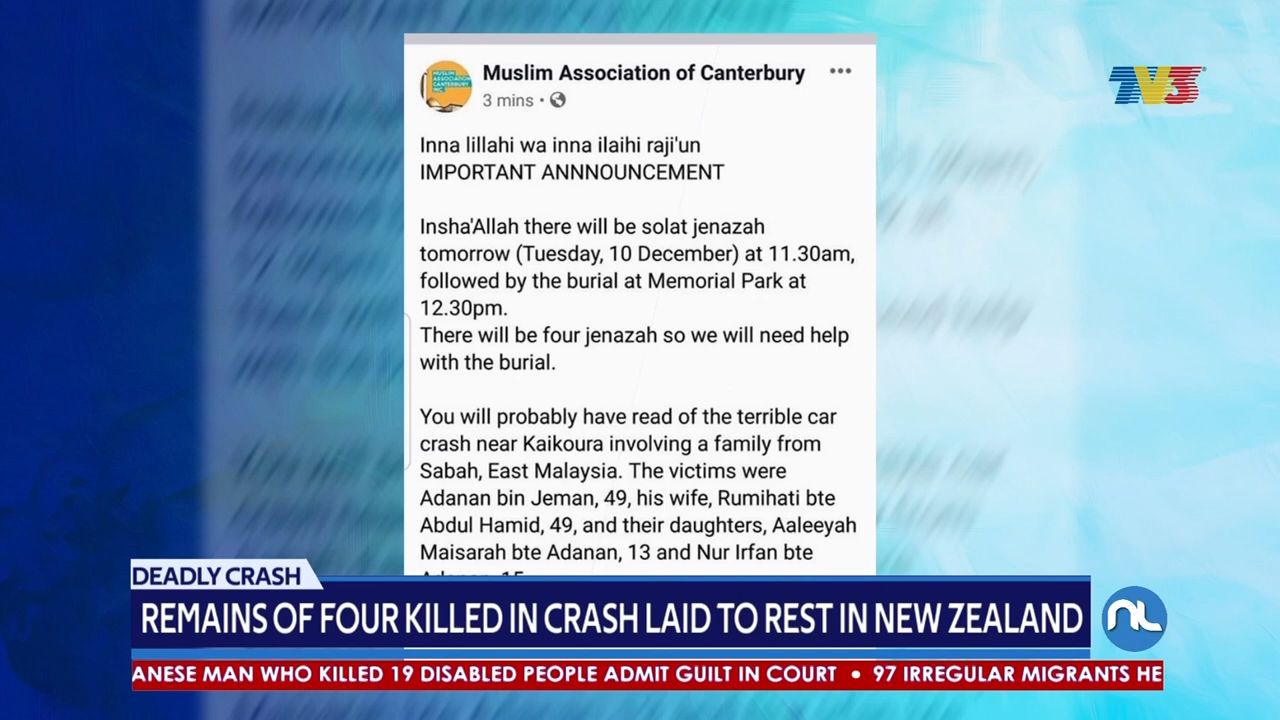 Muslim Association of Canterbury
3 mins
TV3
Inna lillahi wa inna ilaihi raji'un
IMPORTANT ANNNOUNCEMENT
Insha'Allah there will be solat jenazah
tomorrow (Tuesday, 10 December) at 11.30am,
followed by the burial at Memorial Park at
12.30pm.
There will be four jenazah so we will need help
with the burial.
You will probably have read of the terrible car
crash near Kaikoura involving a family from
Sabah, East Malaysia. The victims were
Adanan bin Jeman, 49, his wife, Rumihati bte
Abdul Hamid, 49, and their daughters, Aaleeyah
Maisarah bte Adanan, 13 and Nur Irfan bte
DEADLY CRASH
REMAINS OF FOUR KILLED IN CRASH LAID TO REST IN NEW ZEALAND
ANESE MAN WHO KILLED 19 DISABLED PEOPLE ADMIT GUILT IN COURT • 97 IRREGULAR MIGRANTS HE